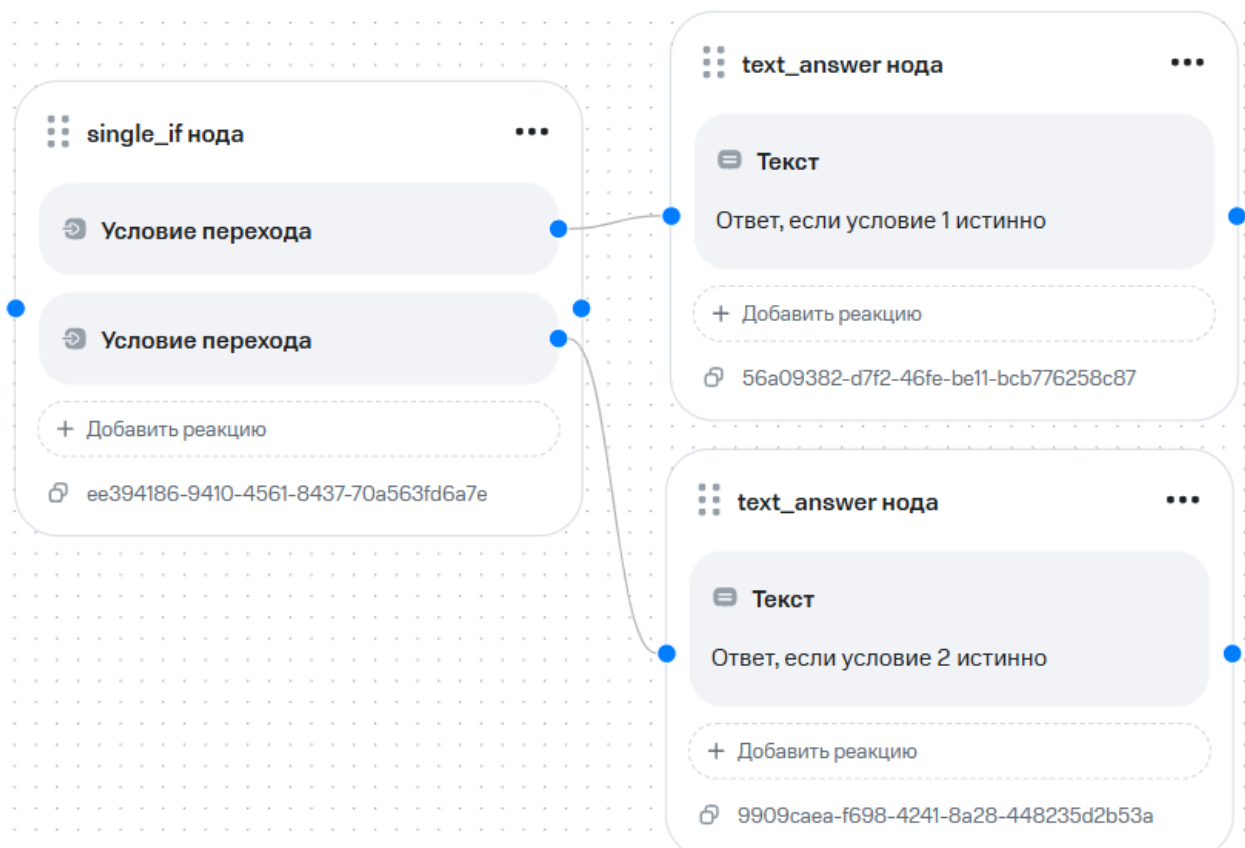 single_if нода
Условие перехода
Условие перехода
Добавить реакцию
ee394186-9410-4561-8437-70a563fd6a7e
text_answer нода
Текст
Ответ, если условие 1 истинно
Добавить реакцию
56a09382-d7f2-46fe-be11-bcb776258c87
text_answer нода
Текст
Ответ, если условие 2 истинно
Добавить реакцию
9909caea-f698-4241-8a28-448235d2b53a